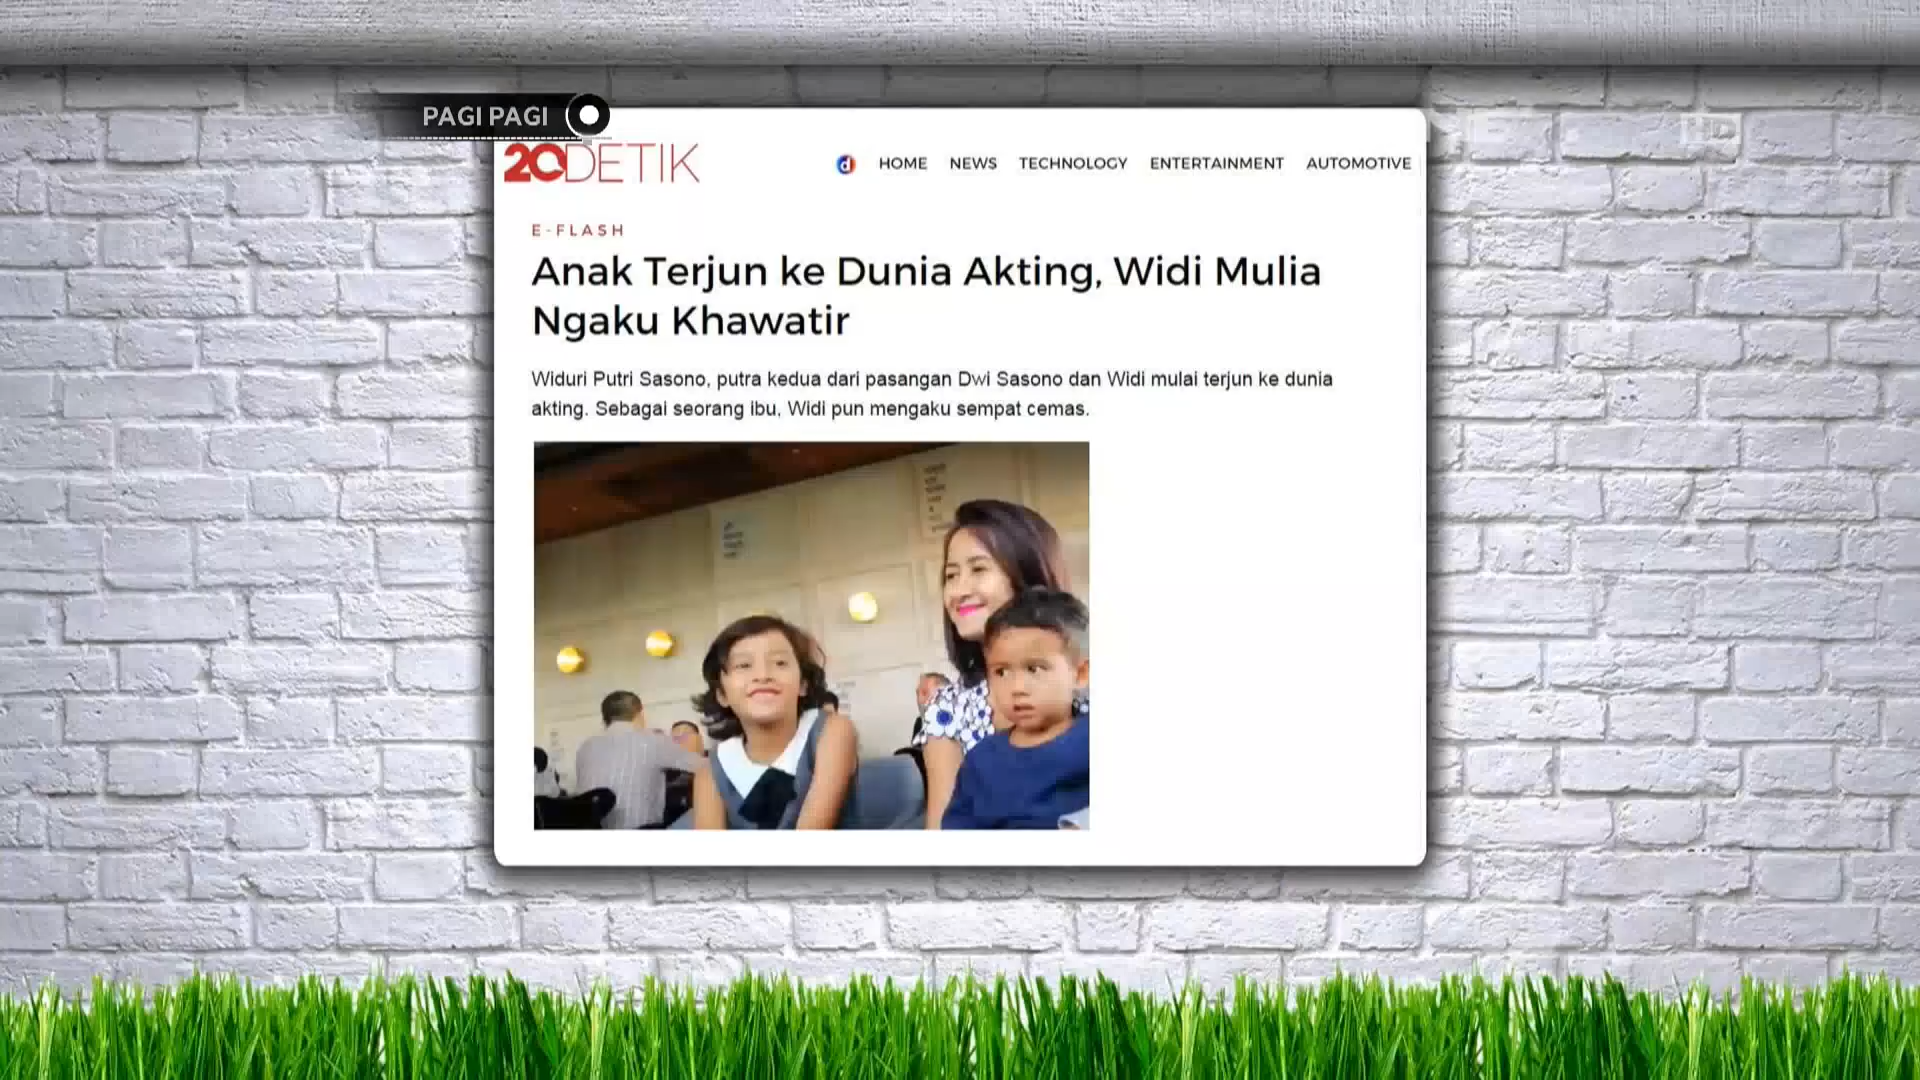 PAGI PAGI
20DETIK
HOME NEWS TECHNOLOGY ENTERTAINMENT AUTOMOTIVE
E-FLASH
Anak Terjun ke Dunia Akting, Widi Mulia
Ngaku Khawatir
Widuri Putri Sasono, putra kedua dari pasangan Dwi Sasono dan Widi mulai terjun ke dunia
akting. Sebagai seorang ibu, Widi pun mengaku sempat cemas.
HD